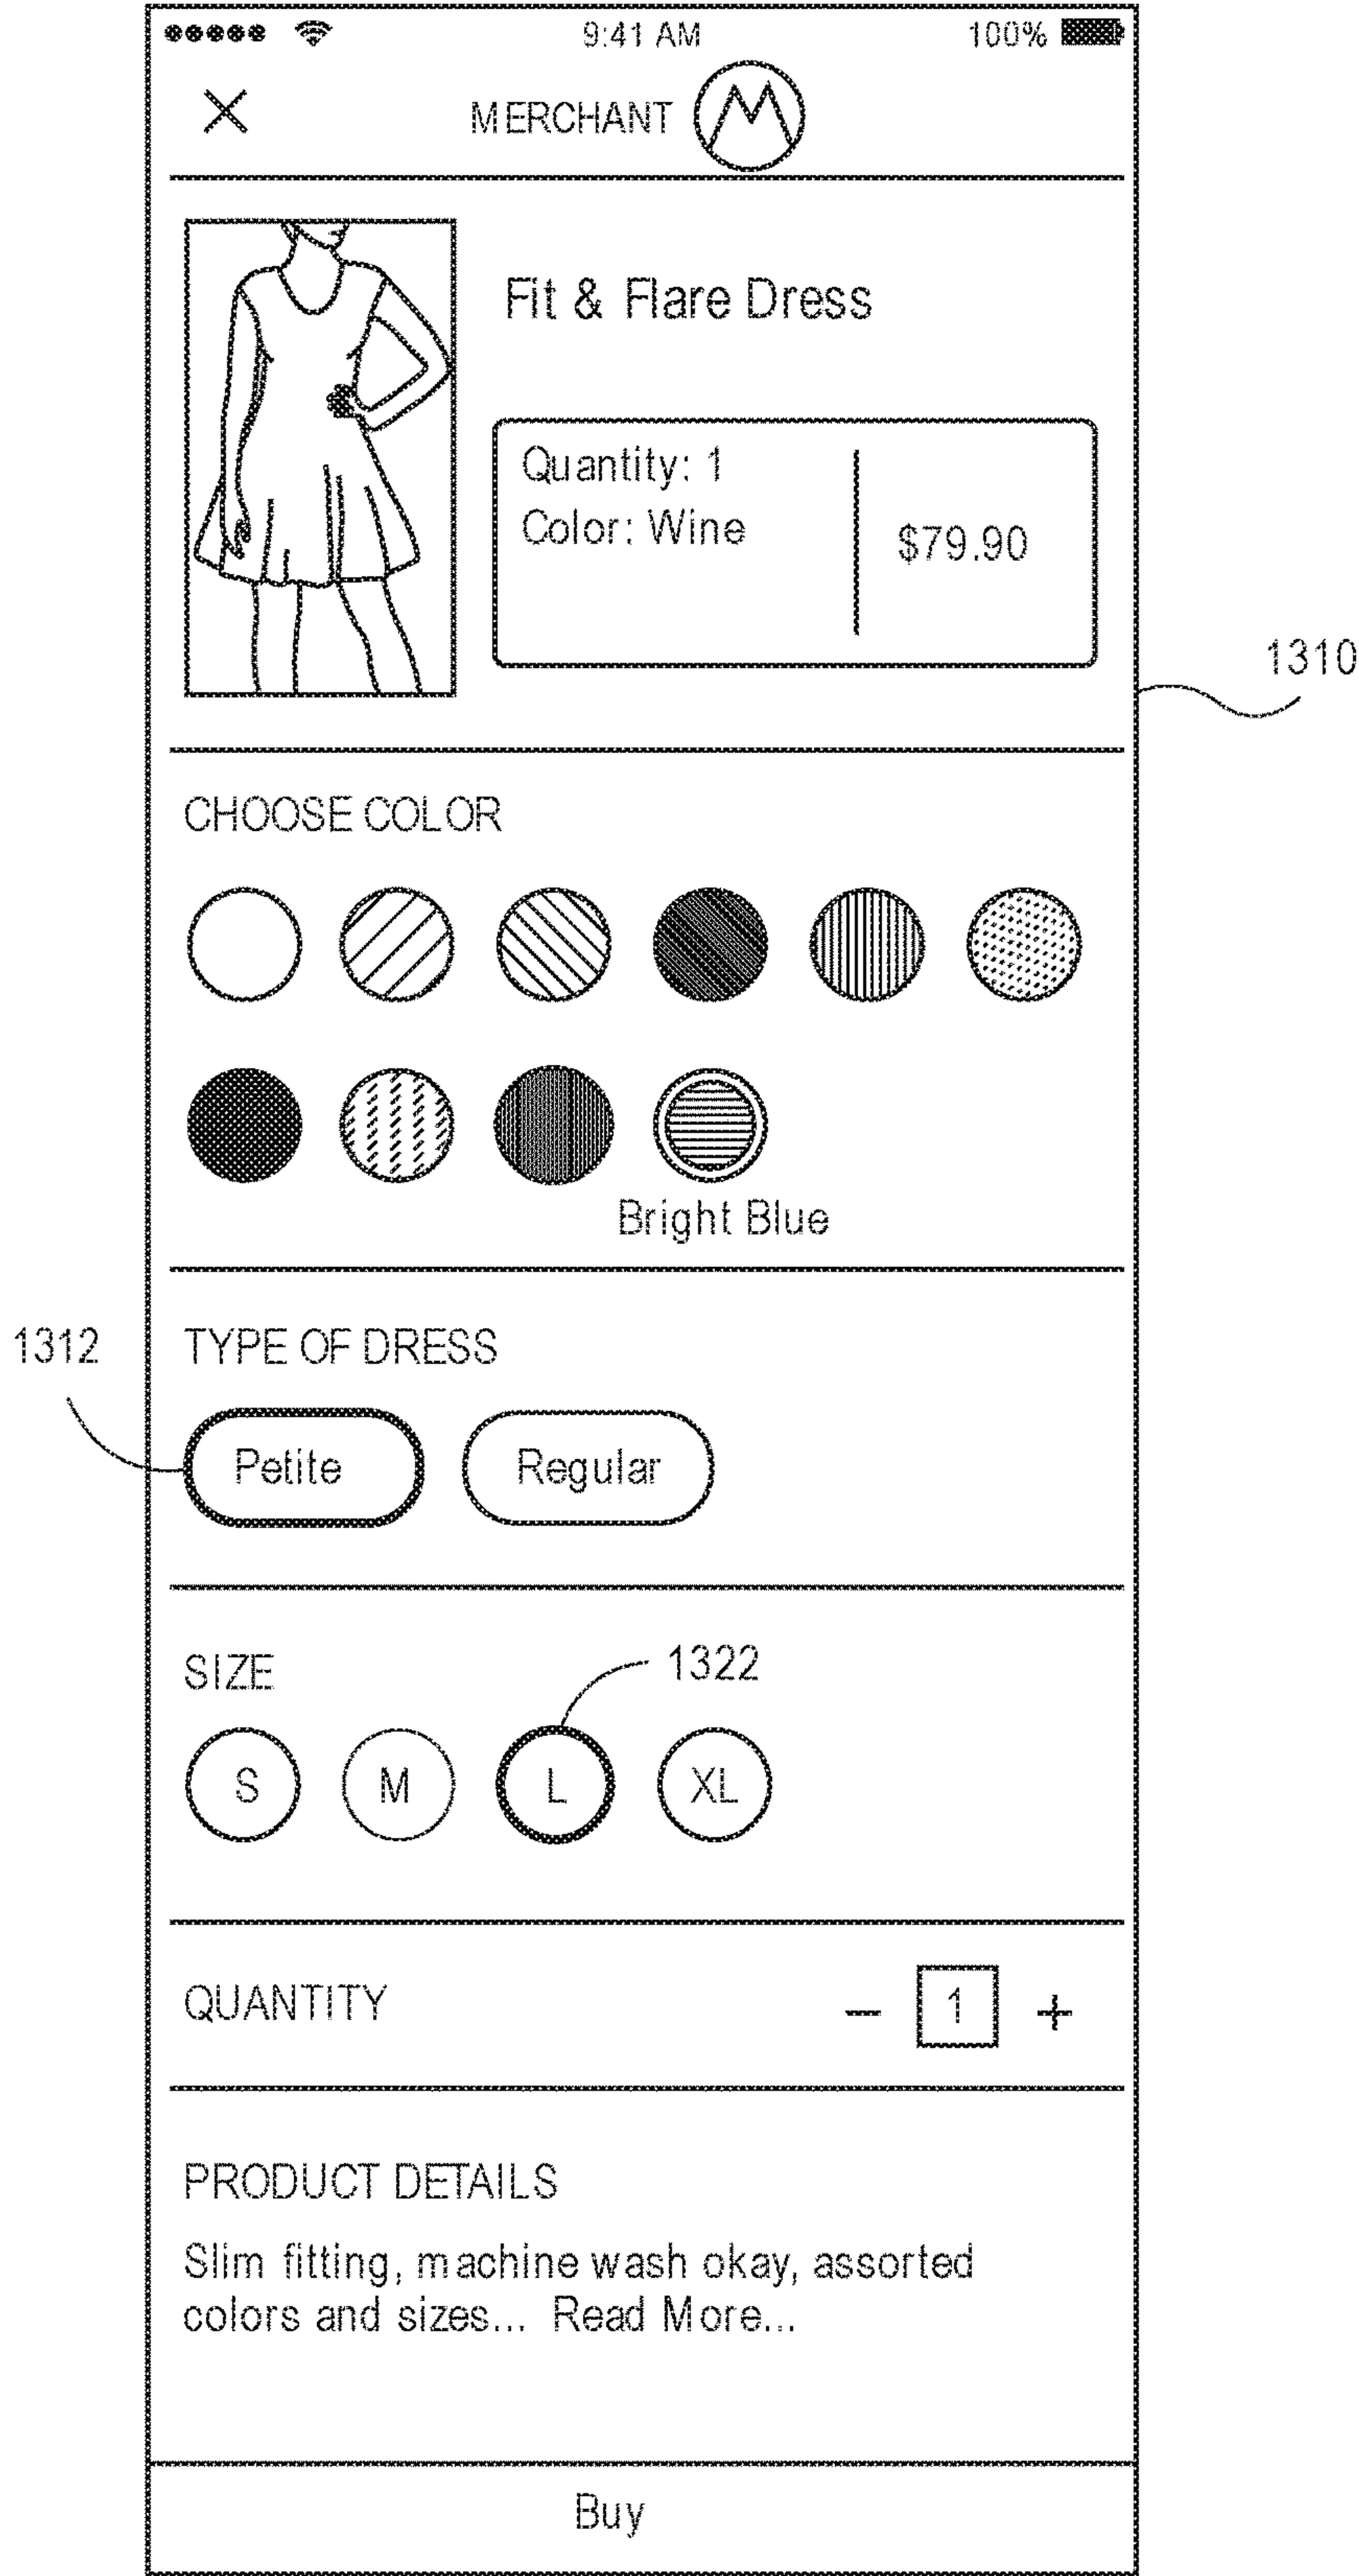 9:41 AM 100%
MERCHANT
Fit & Flare Dress
Quantity: 1
Color: Wine
$79.90
1310
CHOOSE COLOR
Bright Blue
1312
TYPE OF DRESS
Petite Regular
SIZE
1322
S M L XL
QUANTITY
– 1 +
PRODUCT DETAILS
Slim fitting, machine wash okay, assorted
colors and sizes... Read More...
Buy